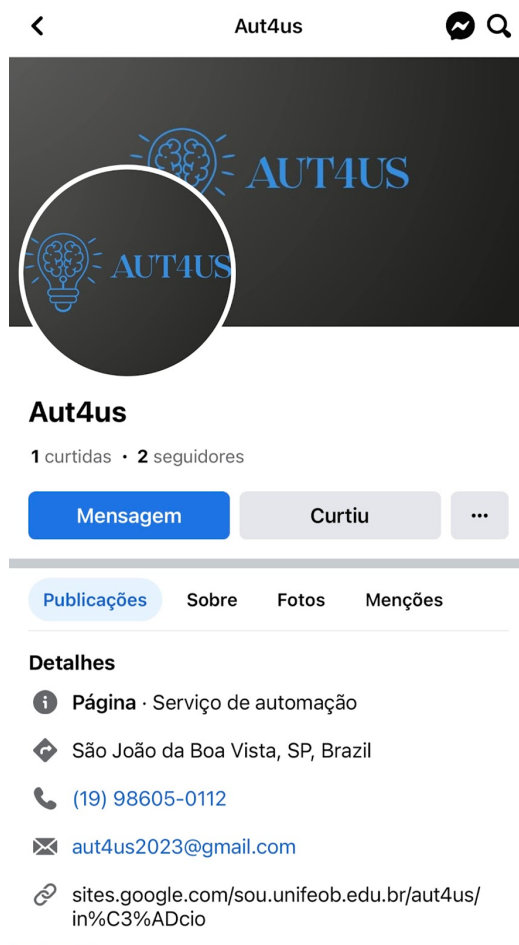 Aut4us
AUT4US
AUT4US
Aut4us
1 curtidas · 2 seguidores
Mensagem
Curtiu
...
Publicações
Sobre
Fotos
Menções
Detalhes
Página · Serviço de automação
São João da Boa Vista, SP, Brazil
(19) 98605-0112
aut4us2023@gmail.com
sites.google.com/sou.unifeob.edu.br/aut4us/
in%C3%ADcio